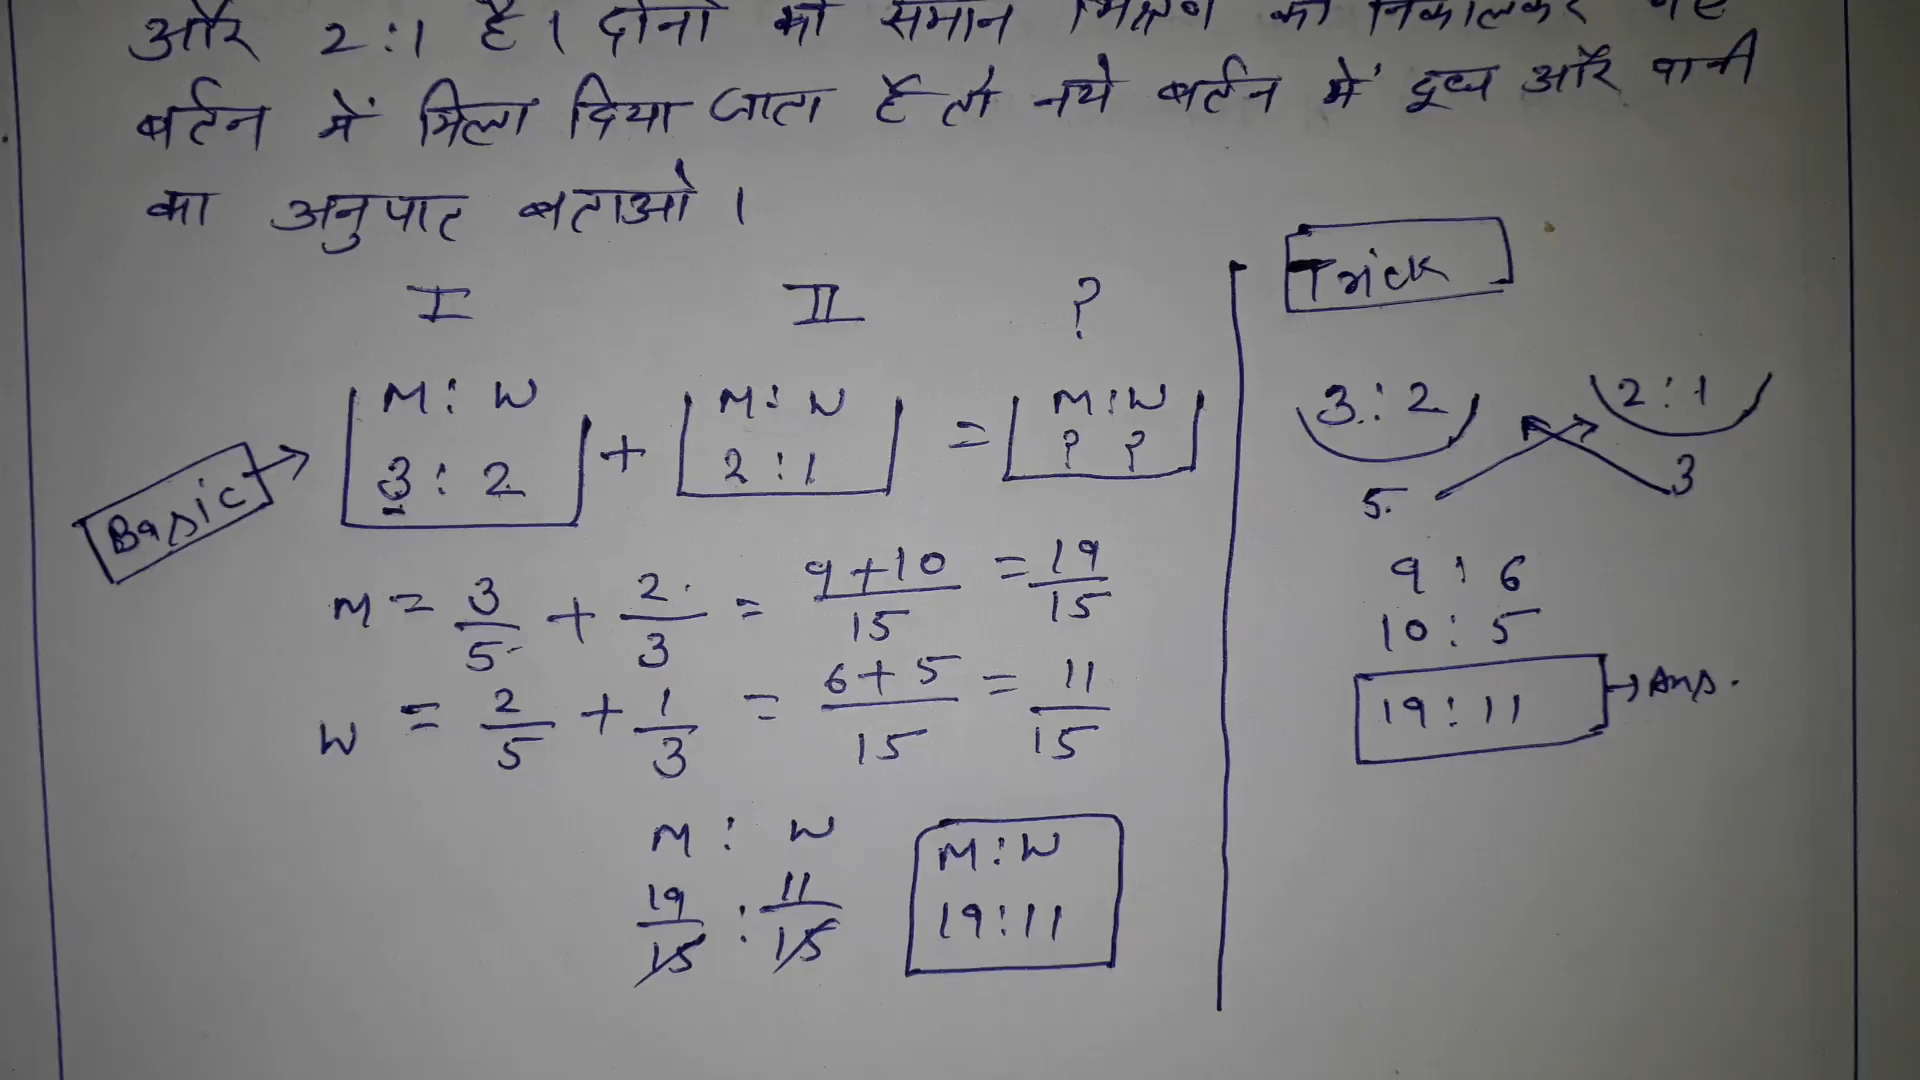 और 2:1 है। दोनों को समान मिश्रण को निकालकर
बर्तन में मिला दिया जाता है तो नये बर्तन में दूध और पानी
का अनुपात बताओ।
I II ?
M : W M : W M : W
Basic → 3 : 2 + 2 : 1 = ? ?
M = 3/5 + 2/3 = 9+10/15 = 19/15
W = 2/5 + 1/3 = 6+5/15 = 11/15
M : W
19/15 : 11/15
M : W
19 : 11
Trick
3 : 2 2 : 1
5 3
9 : 6
10 : 5
19 : 11 → Ans.